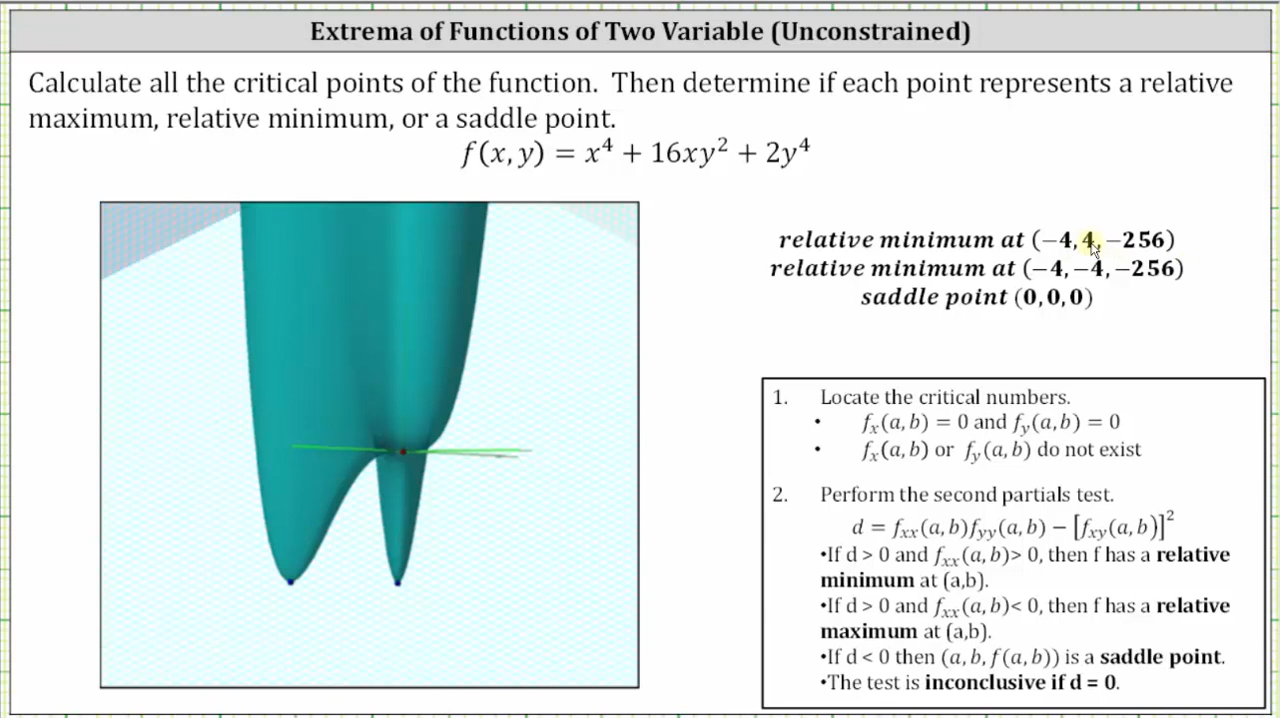 Extrema of Functions of Two Variable (Unconstrained)
Calculate all the critical points of the function. Then determine if each point represents a relative
maximum, relative minimum, or a saddle point.
f(x, y) = x⁴ + 16xy² + 2y⁴
relative minimum at (−4, 4, −256)
relative minimum at (−4, −4, −256)
saddle point (0, 0, 0)
1. Locate the critical numbers.
• fₓ(a, b) = 0 and f_y(a, b) = 0
• fₓ(a, b) or f_y(a, b) do not exist
2. Perform the second partials test.
d = fₓₓ(a, b)f_yy(a, b) − [f_xy(a, b)]²
•If d > 0 and fₓₓ(a, b)> 0, then f has a relative
minimum at (a,b).
•If d > 0 and fₓₓ(a, b)< 0, then f has a relative
maximum at (a,b).
•If d < 0 then (a, b, f(a, b)) is a saddle point.
•The test is inconclusive if d = 0.